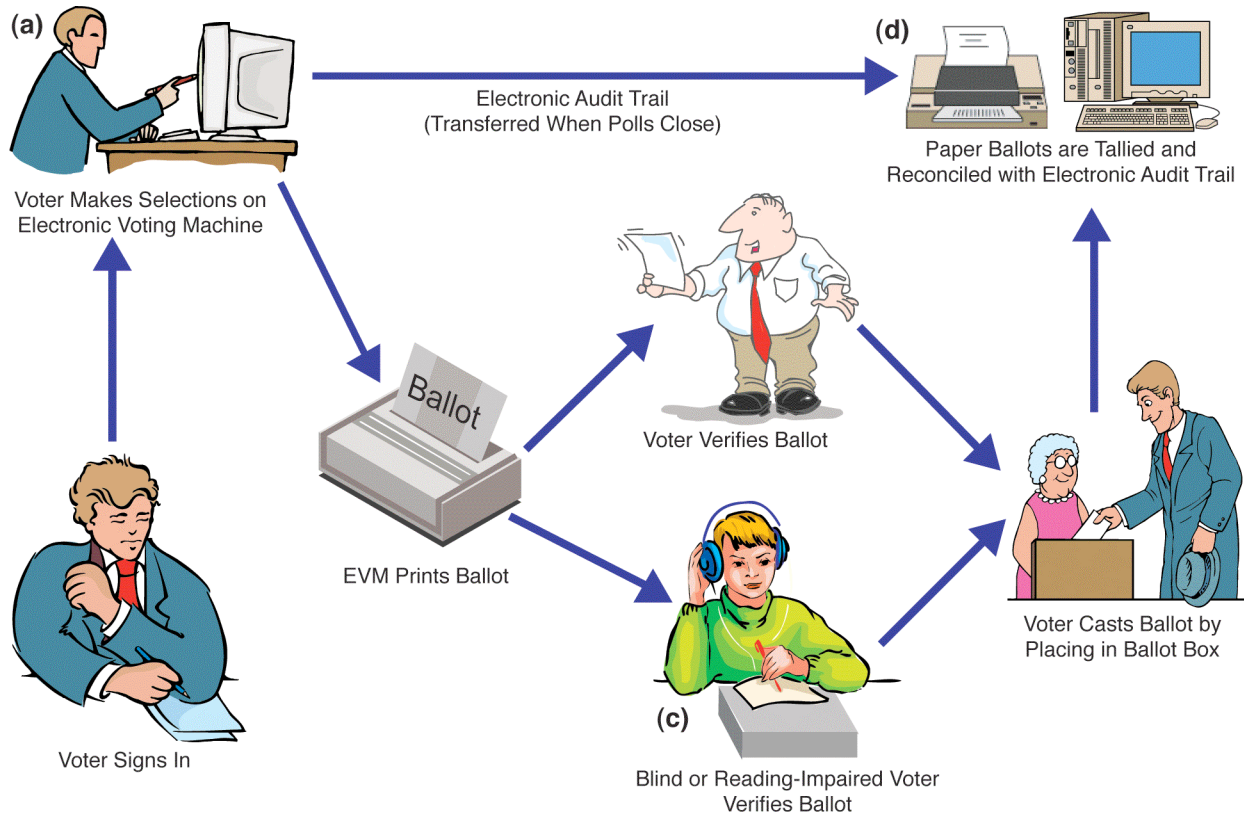 (a)
(d)
Electronic Audit Trail
(Transferred When Polls Close)
Paper Ballots are Tallied and
Reconciled with Electronic Audit Trail
Voter Makes Selections on
Electronic Voting Machine
Ballot
Voter Verifies Ballot
EVM Prints Ballot
Voter Casts Ballot by
Placing in Ballot Box
(c)
Voter Signs In
Blind or Reading-Impaired Voter
Verifies Ballot